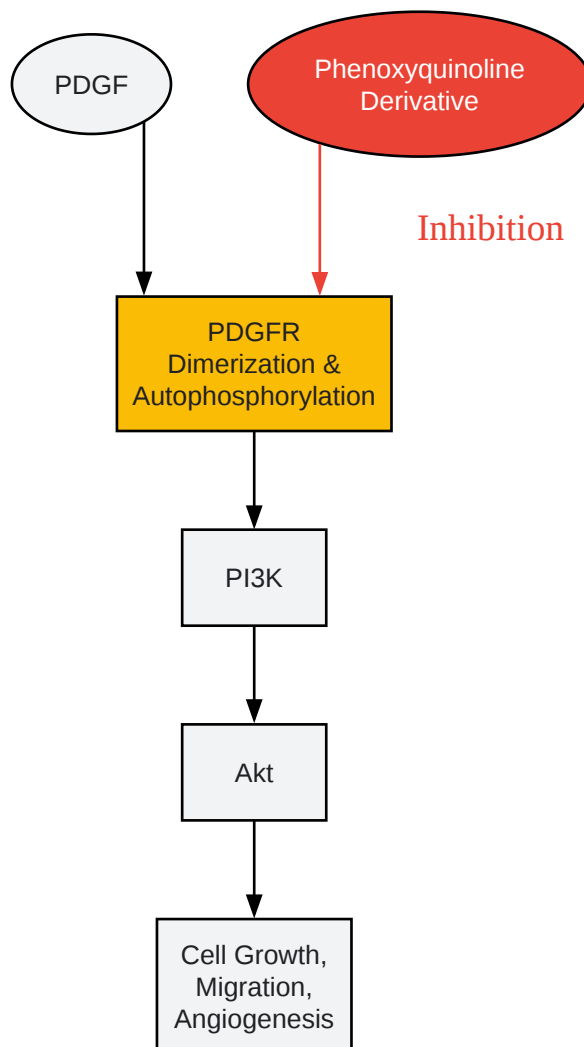 PDGF
Phenoxyquinoline
Derivative
Inhibition
PDGFR
Dimerization &
Autophosphorylation
PI3K
Akt
Cell Growth,
Migration,
Angiogenesis